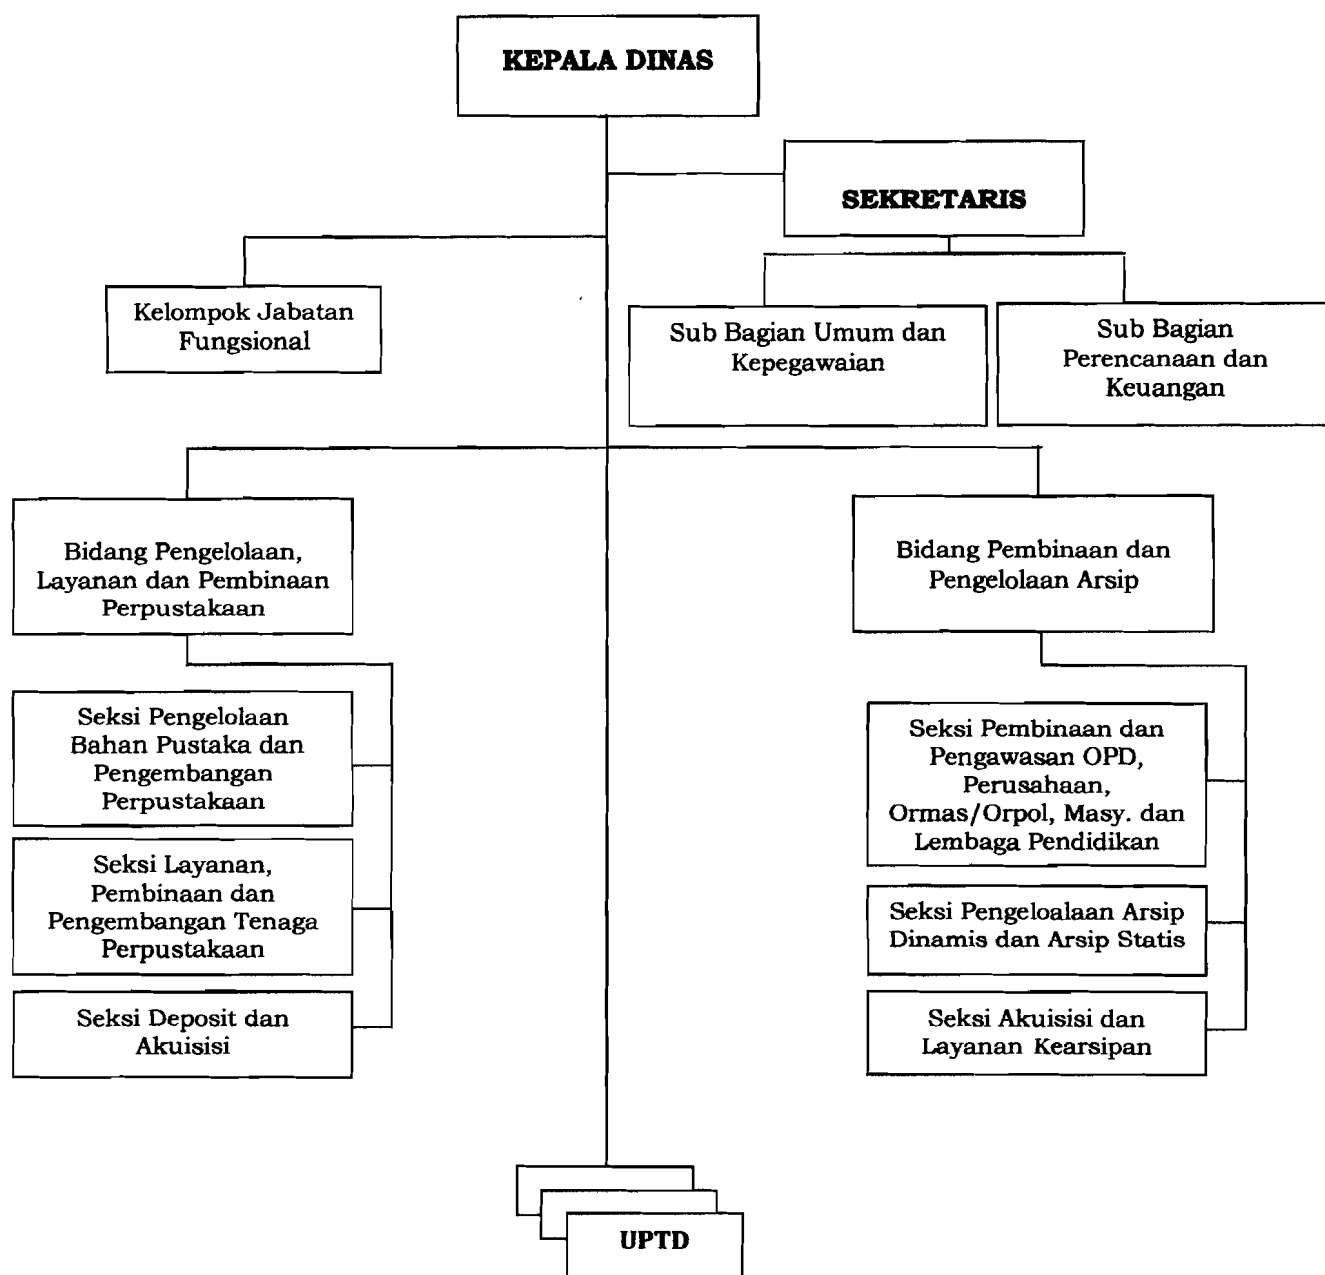 KEPALA DINAS
SEKRETARIS
Kelompok Jabatan
Fungsional
Sub Bagian Umum dan
Kepegawaian
Sub Bagian
Perencanaan dan
Keuangan
Bidang Pengelolaan,
Layanan dan Pembinaan
Perpustakaan
Bidang Pembinaan dan
Pengelolaan Arsip
Seksi Pengelolaan
Bahan Pustaka dan
Pengembangan
Perpustakaan
Seksi Layanan,
Pembinaan dan
Pengembangan Tenaga
Perpustakaan
Seksi Deposit dan
Akuisisi
Seksi Pembinaan dan
Pengawasan OPD,
Perusahaan,
Ormas/Orpol, Masy. dan
Lembaga Pendidikan
Seksi Pengeloalaan Arsip
Dinamis dan Arsip Statis
Seksi Akuisisi dan
Layanan Kearsipan
UPTD